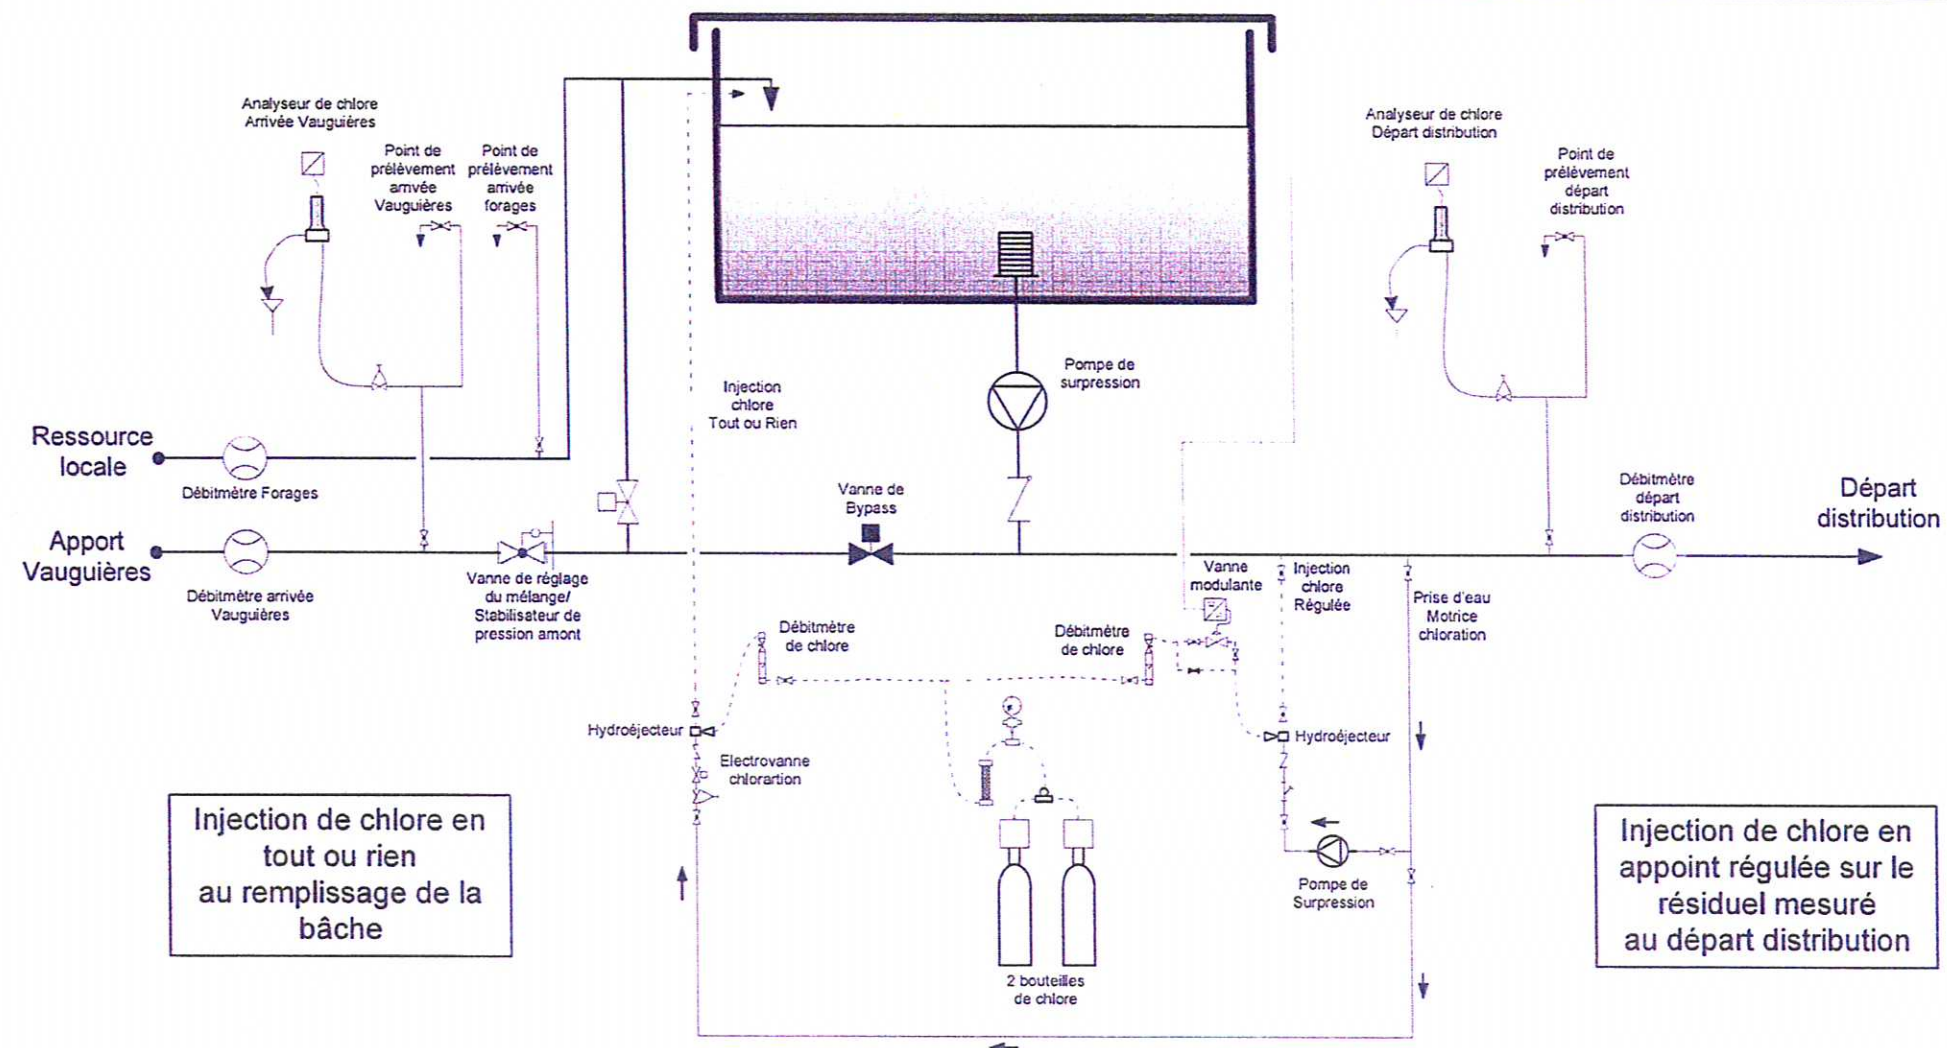 Analyseur de chlore
Arrivée Vauguières
Point de
prélèvement
arrivée
Vauguières
Point de
prélèvement
arrivée
forages
Analyseur de chlore
Départ distribution
Point de
prélèvement
départ
distribution
Injection
chlore
Tout ou Rien
Pompe de
surpression
Ressource
locale
Débitmètre Forages
Vanne de
Bypass
Débitmètre
départ
distribution
Départ
distribution
Apport
Vauguières
Débitmètre arrivée
Vauguières
Vanne de réglage
du mélange/
Stabilisateur de
pression amont
Vanne
modulante
Injection
chlore
Régulée
Prise d'eau
Motrice
chloration
Débitmètre
de chlore
Débitmètre
de chlore
Hydroéjecteur
Hydroéjecteur
Electrovanne
chlorartion
Injection de chlore en
tout ou rien
au remplissage de la
bâche
Pompe de
Surpression
2 bouteilles
de chlore
Injection de chlore en
appoint régulée sur le
résiduel mesuré
au départ distribution